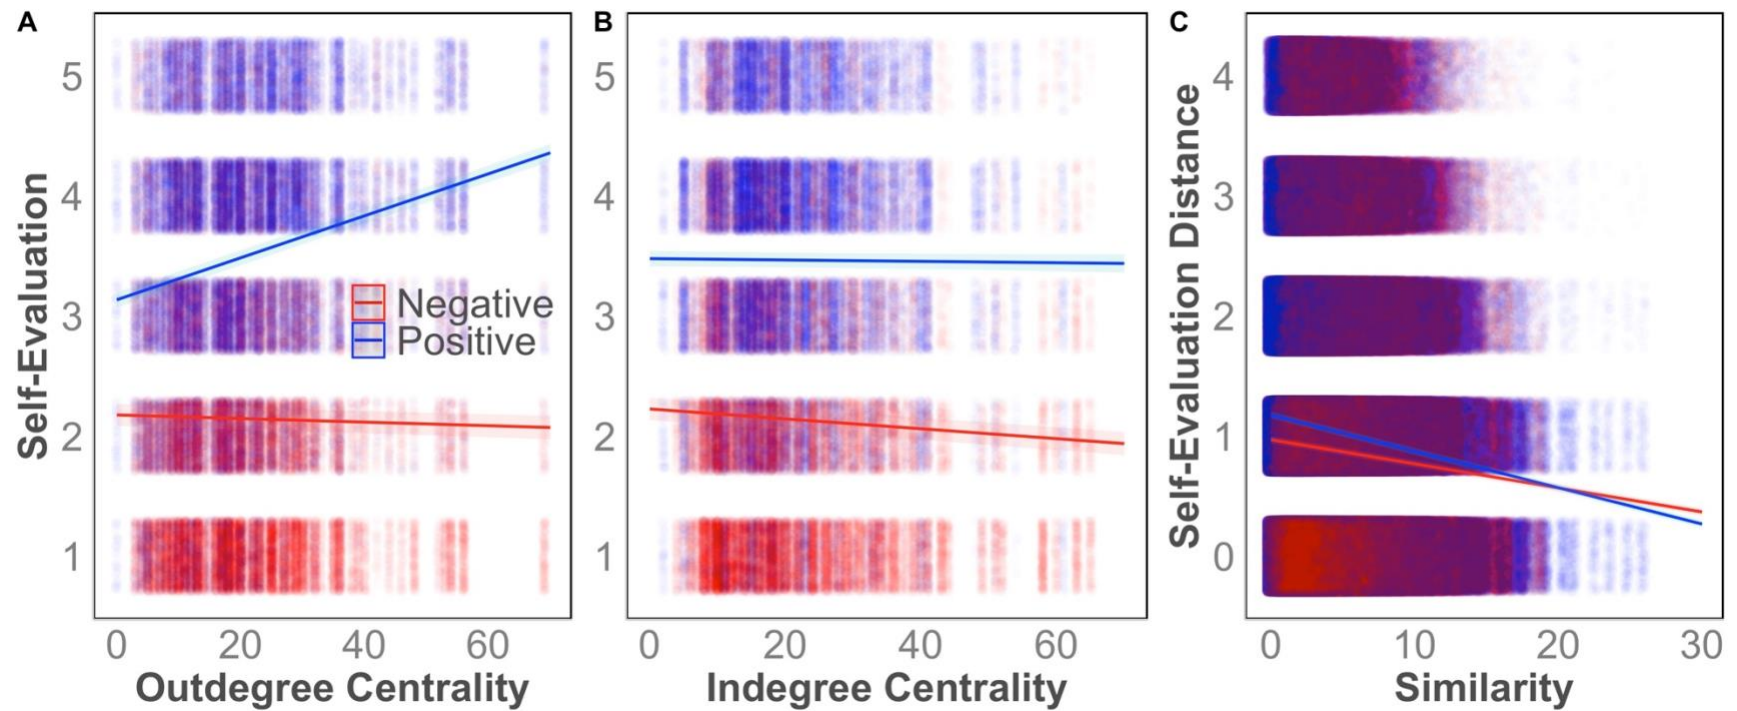 A
Self-Evaluation
5
4
3
2
1
Negative
Positive
0 20 40 60
Outdegree Centrality
B
5
4
3
2
1
0 20 40 60
Indegree Centrality
C
Self-Evaluation Distance
4
3
2
1
0
0 10 20 30
Similarity